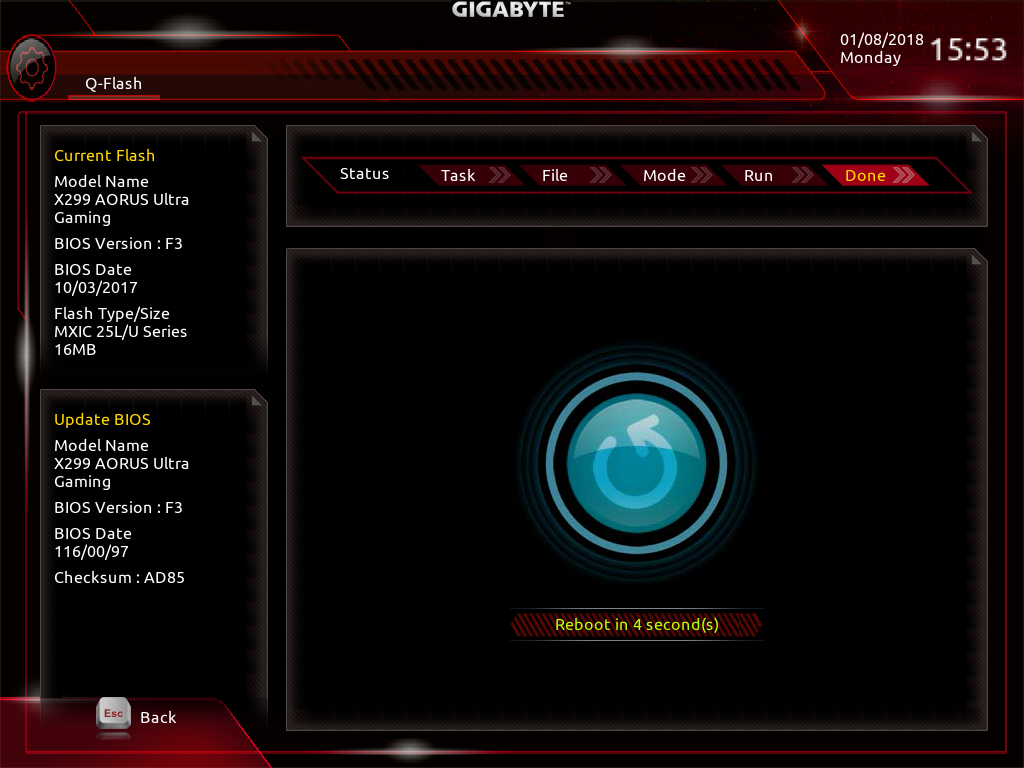 GIGABYTE™
01/08/2018
Monday
15:53
Q-Flash
Current Flash
Model Name
X299 AORUS Ultra
Gaming
BIOS Version : F3
BIOS Date
10/03/2017
Flash Type/Size
MXIC 25L/U Series
16MB
Update BIOS
Model Name
X299 AORUS Ultra
Gaming
BIOS Version : F3
BIOS Date
116/00/97
Checksum : AD85
Esc Back
Status Task File Mode Run Done
Reboot in 4 second(s)